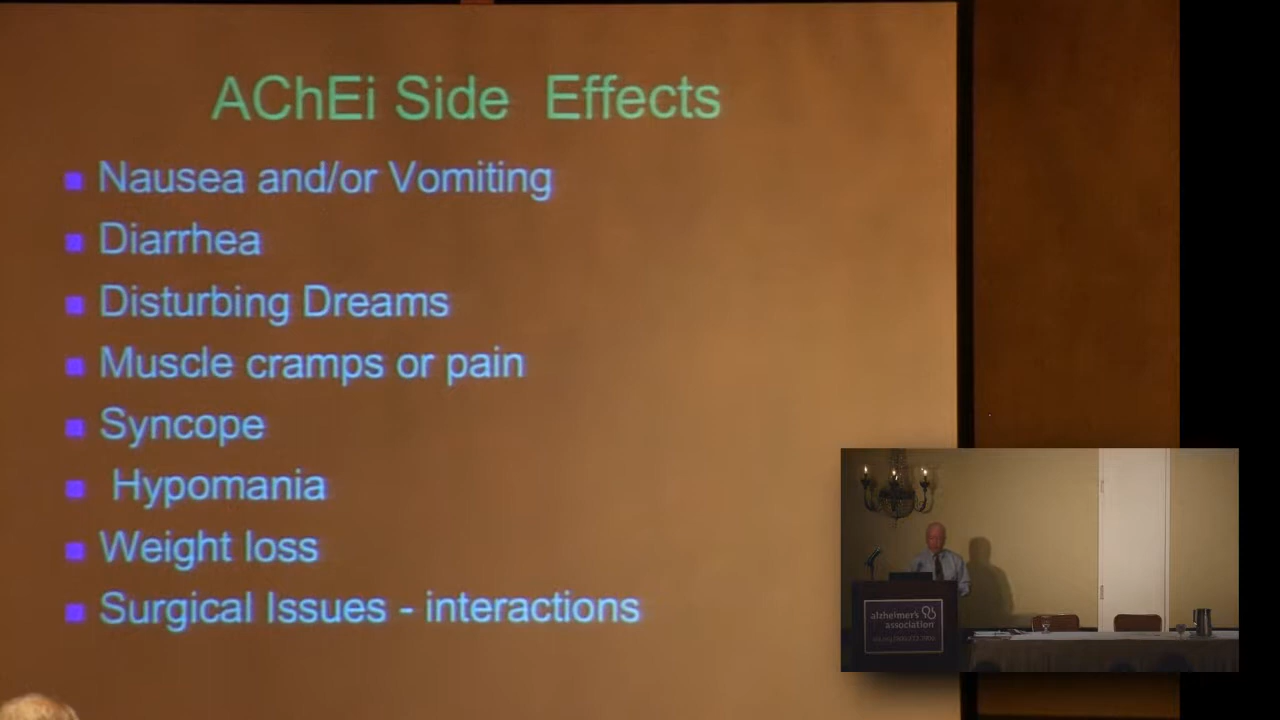 AChEi Side Effects
Nausea and/or Vomiting
Diarrhea
Disturbing Dreams
Muscle cramps or pain
Syncope
Hypomania
Weight loss
Surgical Issues - interactions
alzheimer's
association